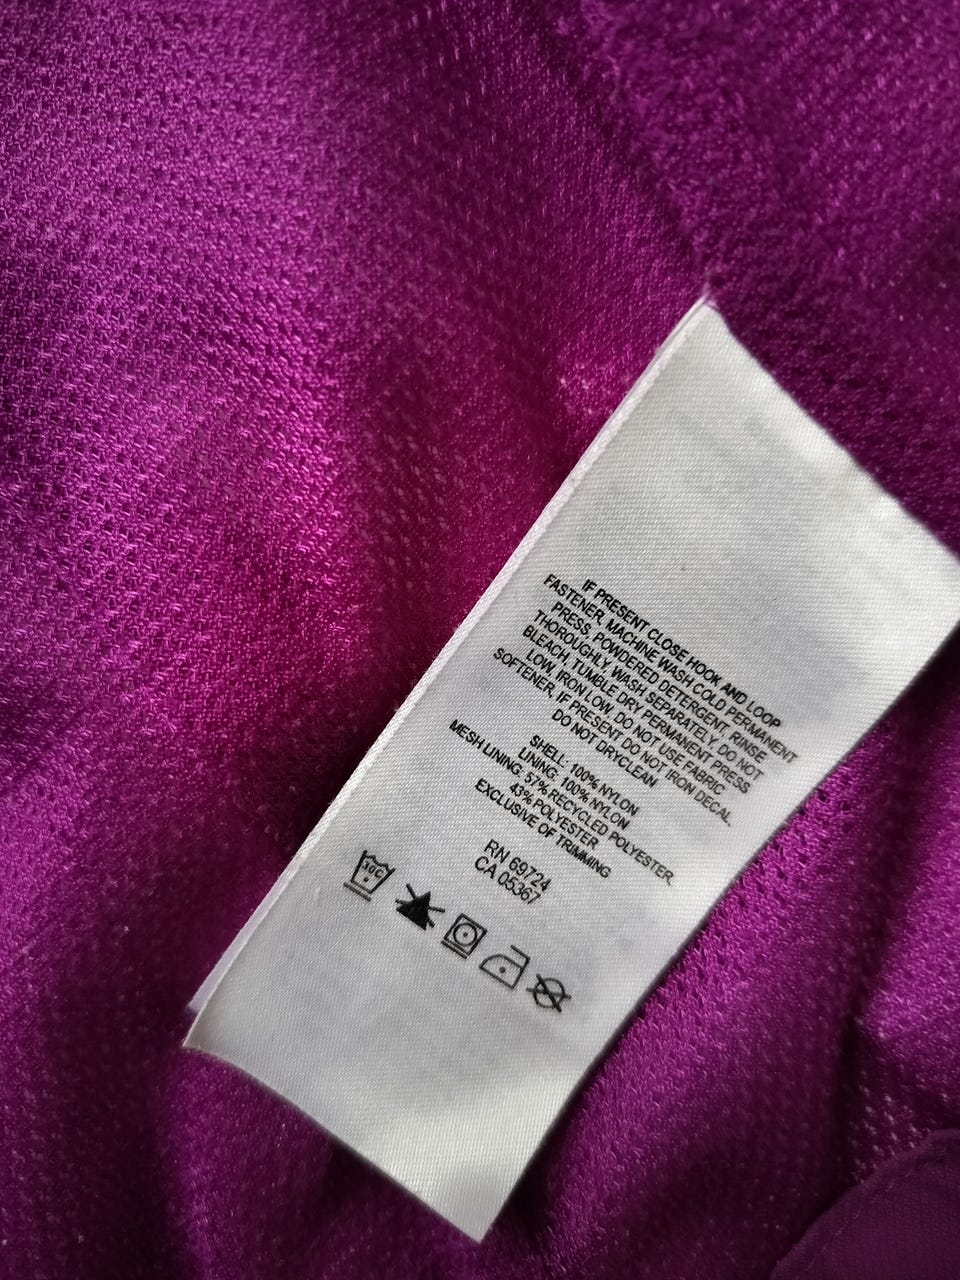 IF PRESENT CLOSE HOOK AND LOOP
FASTENER, MACHINE WASH COLD PERMANENT
PRESS, POWDERED DETERGENT, RINSE
THOROUGHLY, WASH SEPARATELY, DO NOT
BLEACH, TUMBLE DRY PERMANENT PRESS
LOW, IRON LOW, DO NOT USE FABRIC
SOFTENER, IF PRESENT DO NOT IRON DECAL,
DO NOT DRYCLEAN
SHELL: 100% NYLON
LINING: 100% NYLON
MESH LINING: 57% RECYCLED POLYESTER,
43% POLYESTER
EXCLUSIVE OF TRIMMING
RN 69724
CA 05367
30C